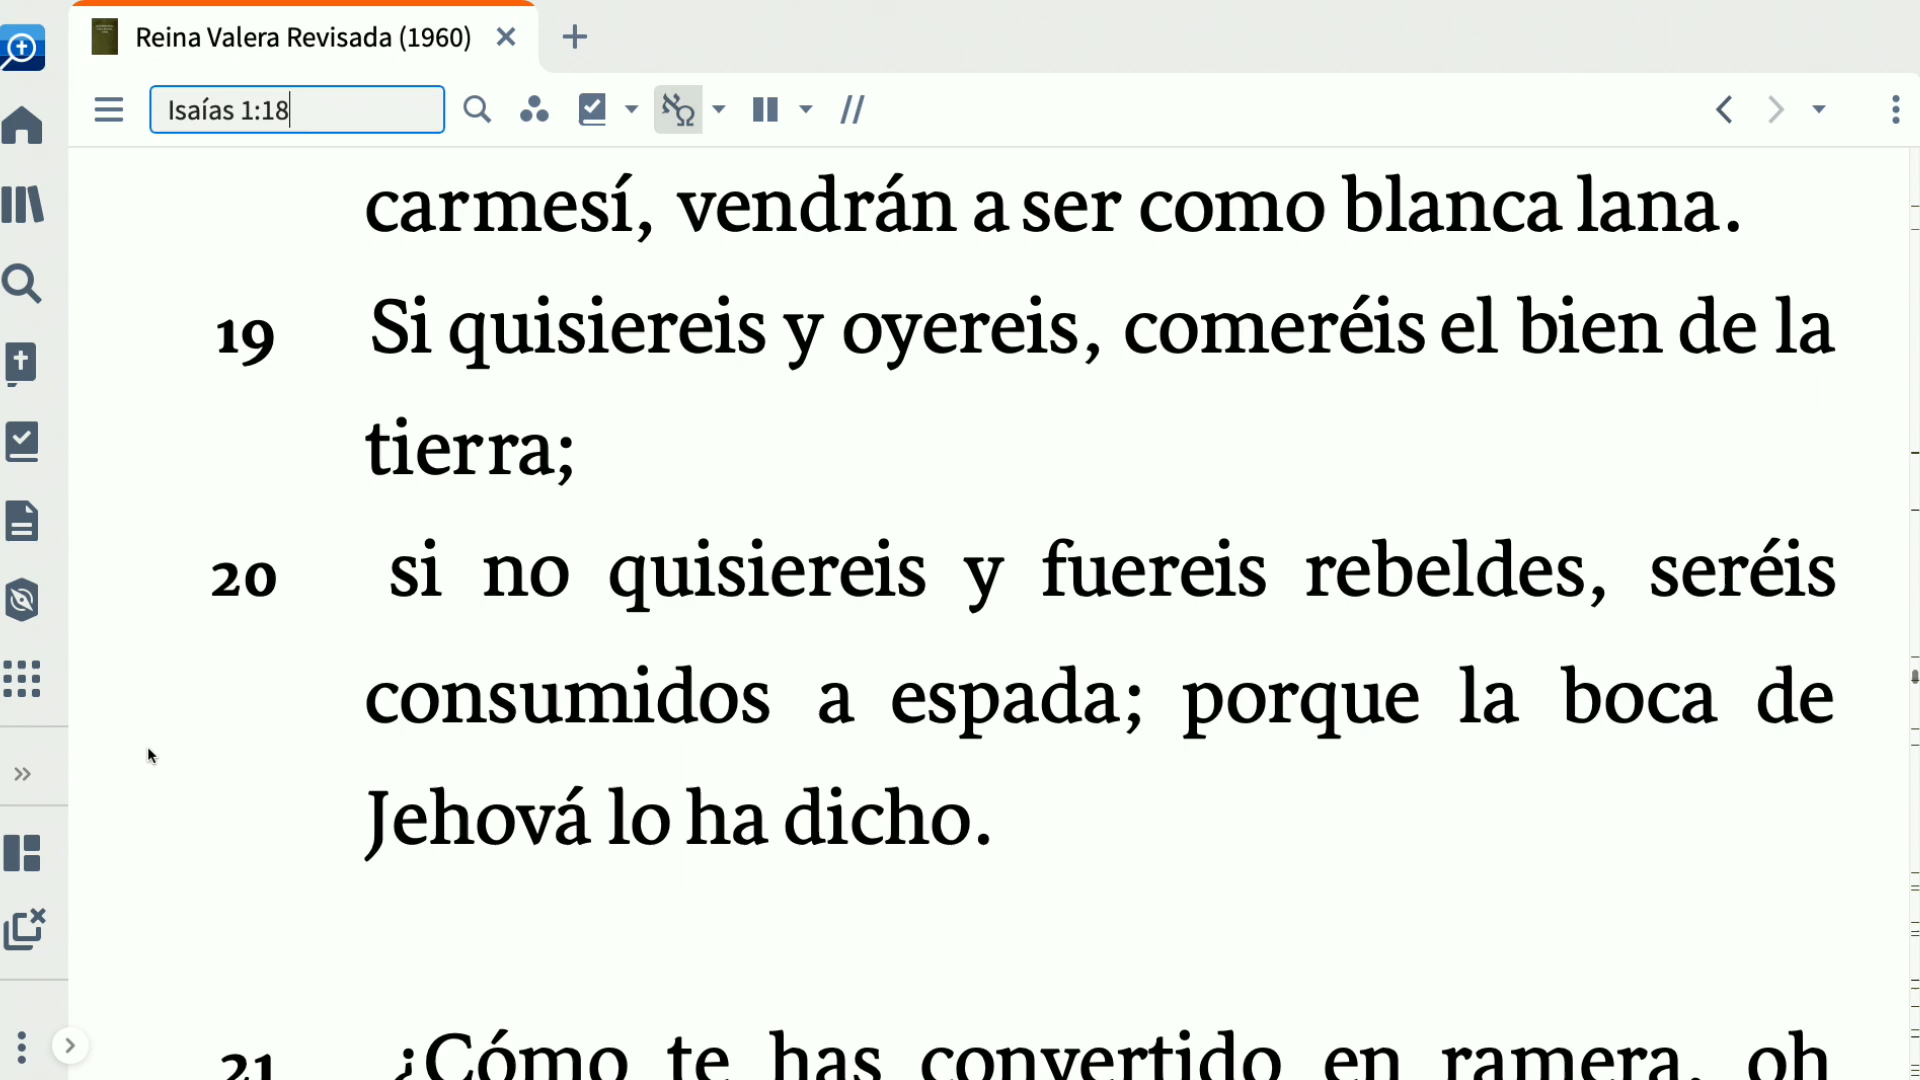 Reina Valera Revisada (1960)
Isaías 1:18
carmesí, vendrán a ser como blanca lana.
19 Si quisiereis y oyereis, comeréis el bien de la
tierra;
20 si no quisiereis y fuereis rebeldes, seréis
consumidos a espada; porque la boca de
Jehová lo ha dicho.
21 ¿Cómo te has convertido en ramera, oh